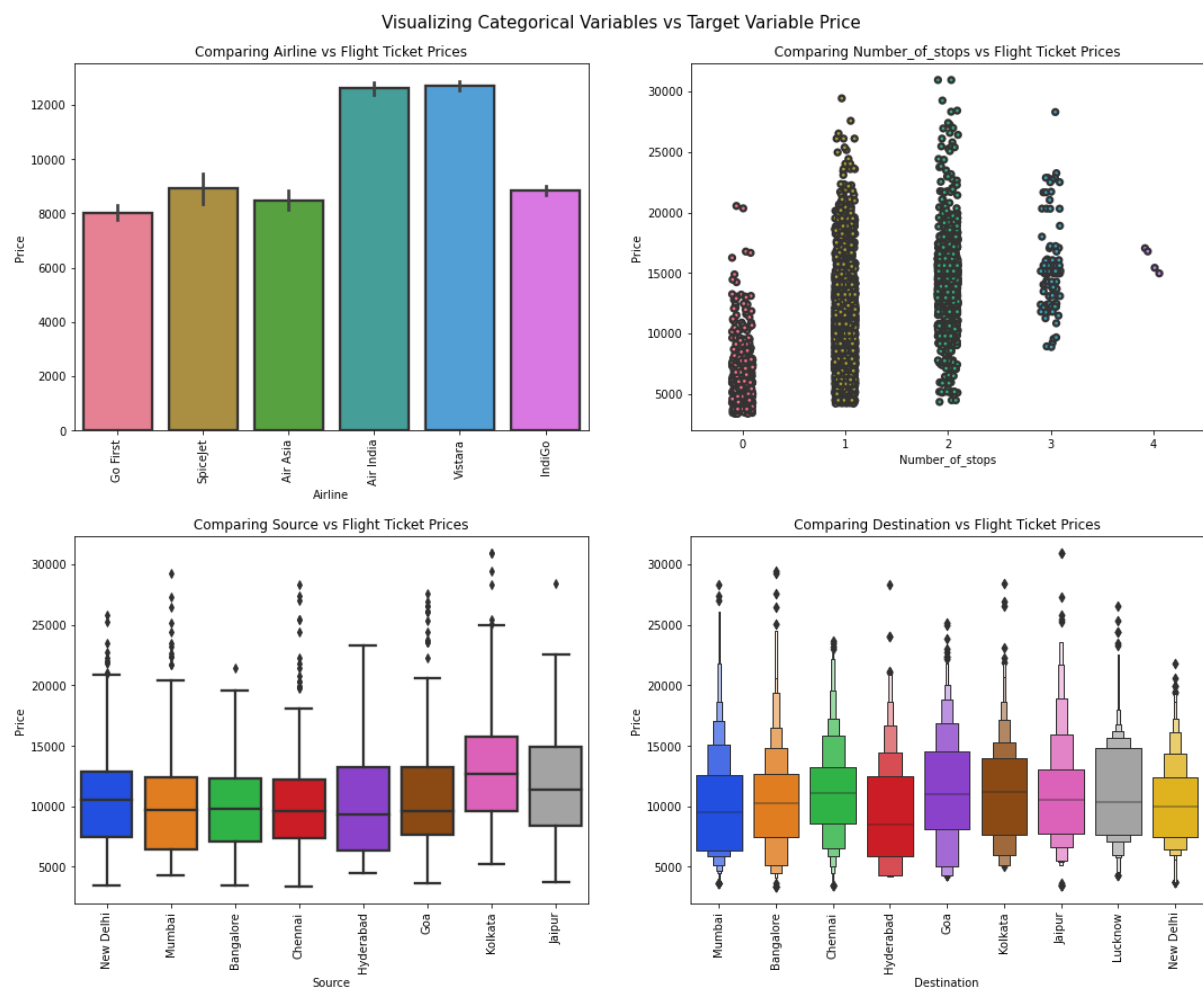 Visualizing Categorical Variables vs Target Variable Price
Comparing Airline vs Flight Ticket Prices
Price
12000
10000
8000
6000
4000
2000
0
Go First
SpiceJet
Air Asia
Air India
Vistara
IndiGo
Airline
Comparing Number_of_stops vs Flight Ticket Prices
Price
30000
25000
20000
15000
10000
5000
0
1
2
3
4
Number_of_stops
Comparing Source vs Flight Ticket Prices
Price
30000
25000
20000
15000
10000
5000
New Delhi
Mumbai
Bangalore
Chennai
Hyderabad
Goa
Kolkata
Jaipur
Source
Comparing Destination vs Flight Ticket Prices
Price
30000
25000
20000
15000
10000
5000
Mumbai
Bangalore
Chennai
Hyderabad
Goa
Kolkata
Jaipur
Lucknow
New Delhi
Destination